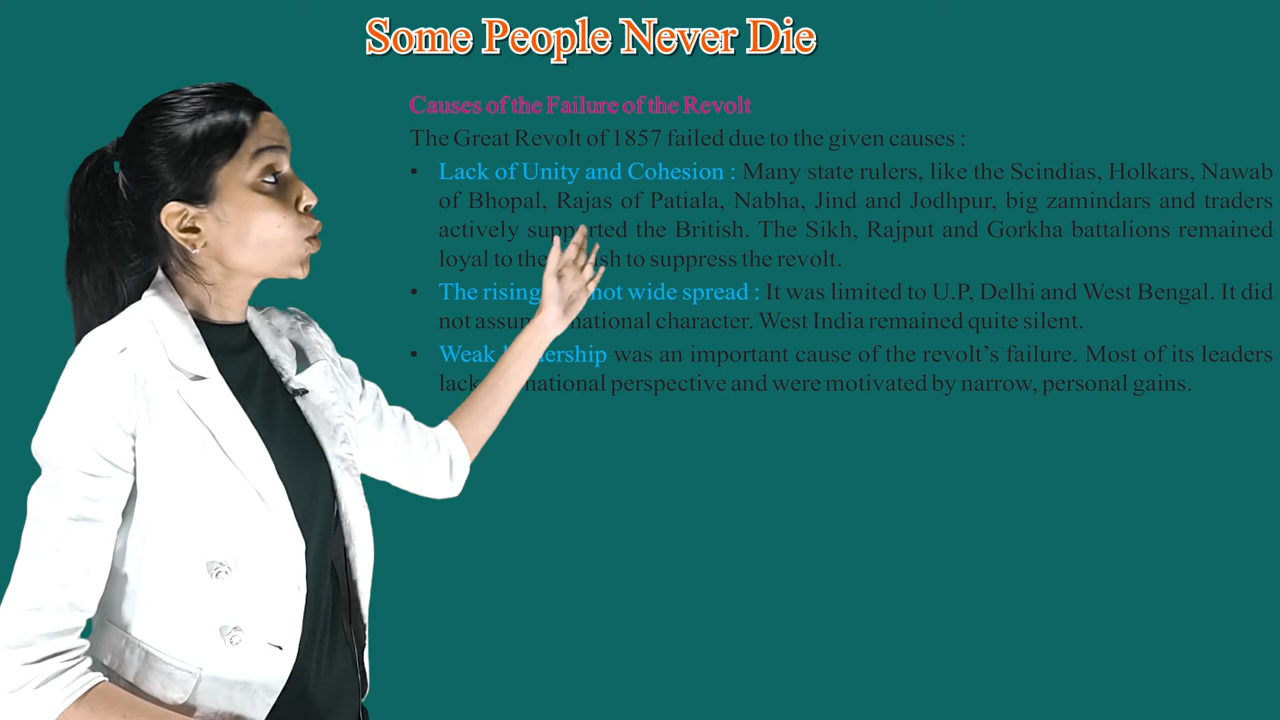 Some People Never Die
Causes of the Failure of the Revolt
The Great Revolt of 1857 failed due to the given causes :
• Lack of Unity and Cohesion : Many state rulers, like the Scindias, Holkars, Nawab
of Bhopal, Rajas of Patiala, Nabha, Jind and Jodhpur, big zamindars and traders
actively supported the British. The Sikh, Rajput and Gorkha battalions remained
loyal to the to suppress the revolt.
• The rising not wide spread : It was limited to U.P, Delhi and West Bengal. It did
not national character. West India remained quite silent.
• Weak was an important cause of the revolt's failure. Most of its leaders
national perspective and were motivated by narrow, personal gains.